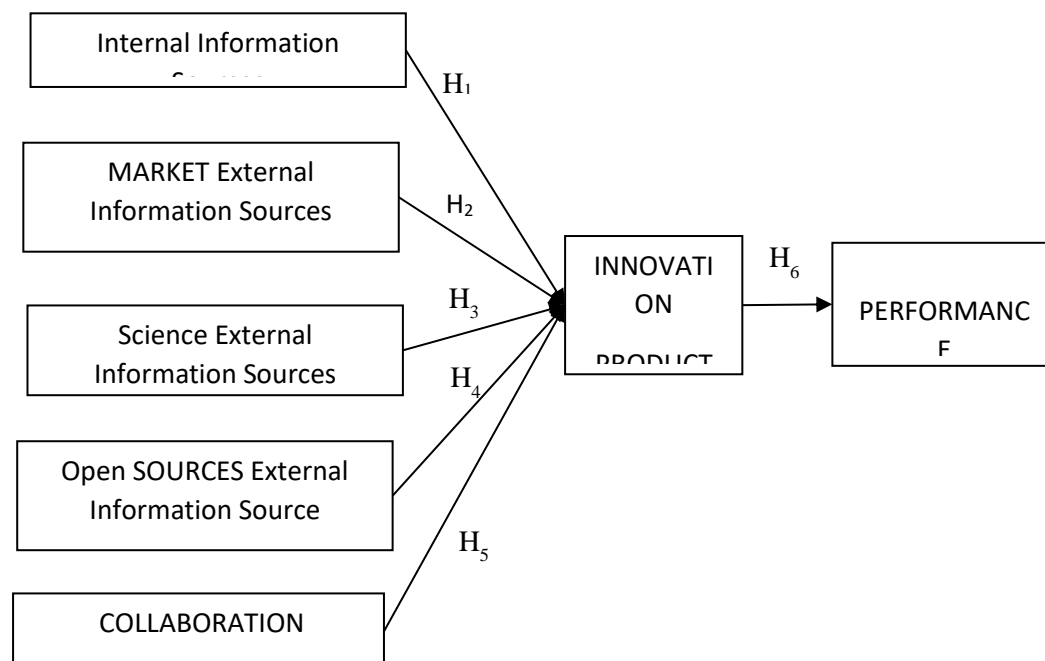 Internal Information
H₁
MARKET External
Information Sources
H₂
Science External
Information Sources
H₃
Open SOURCES External
Information Source
H₄
COLLABORATION
H₅
INNOVATI
ON
PRODUCT
H₆
PERFORMANC
E